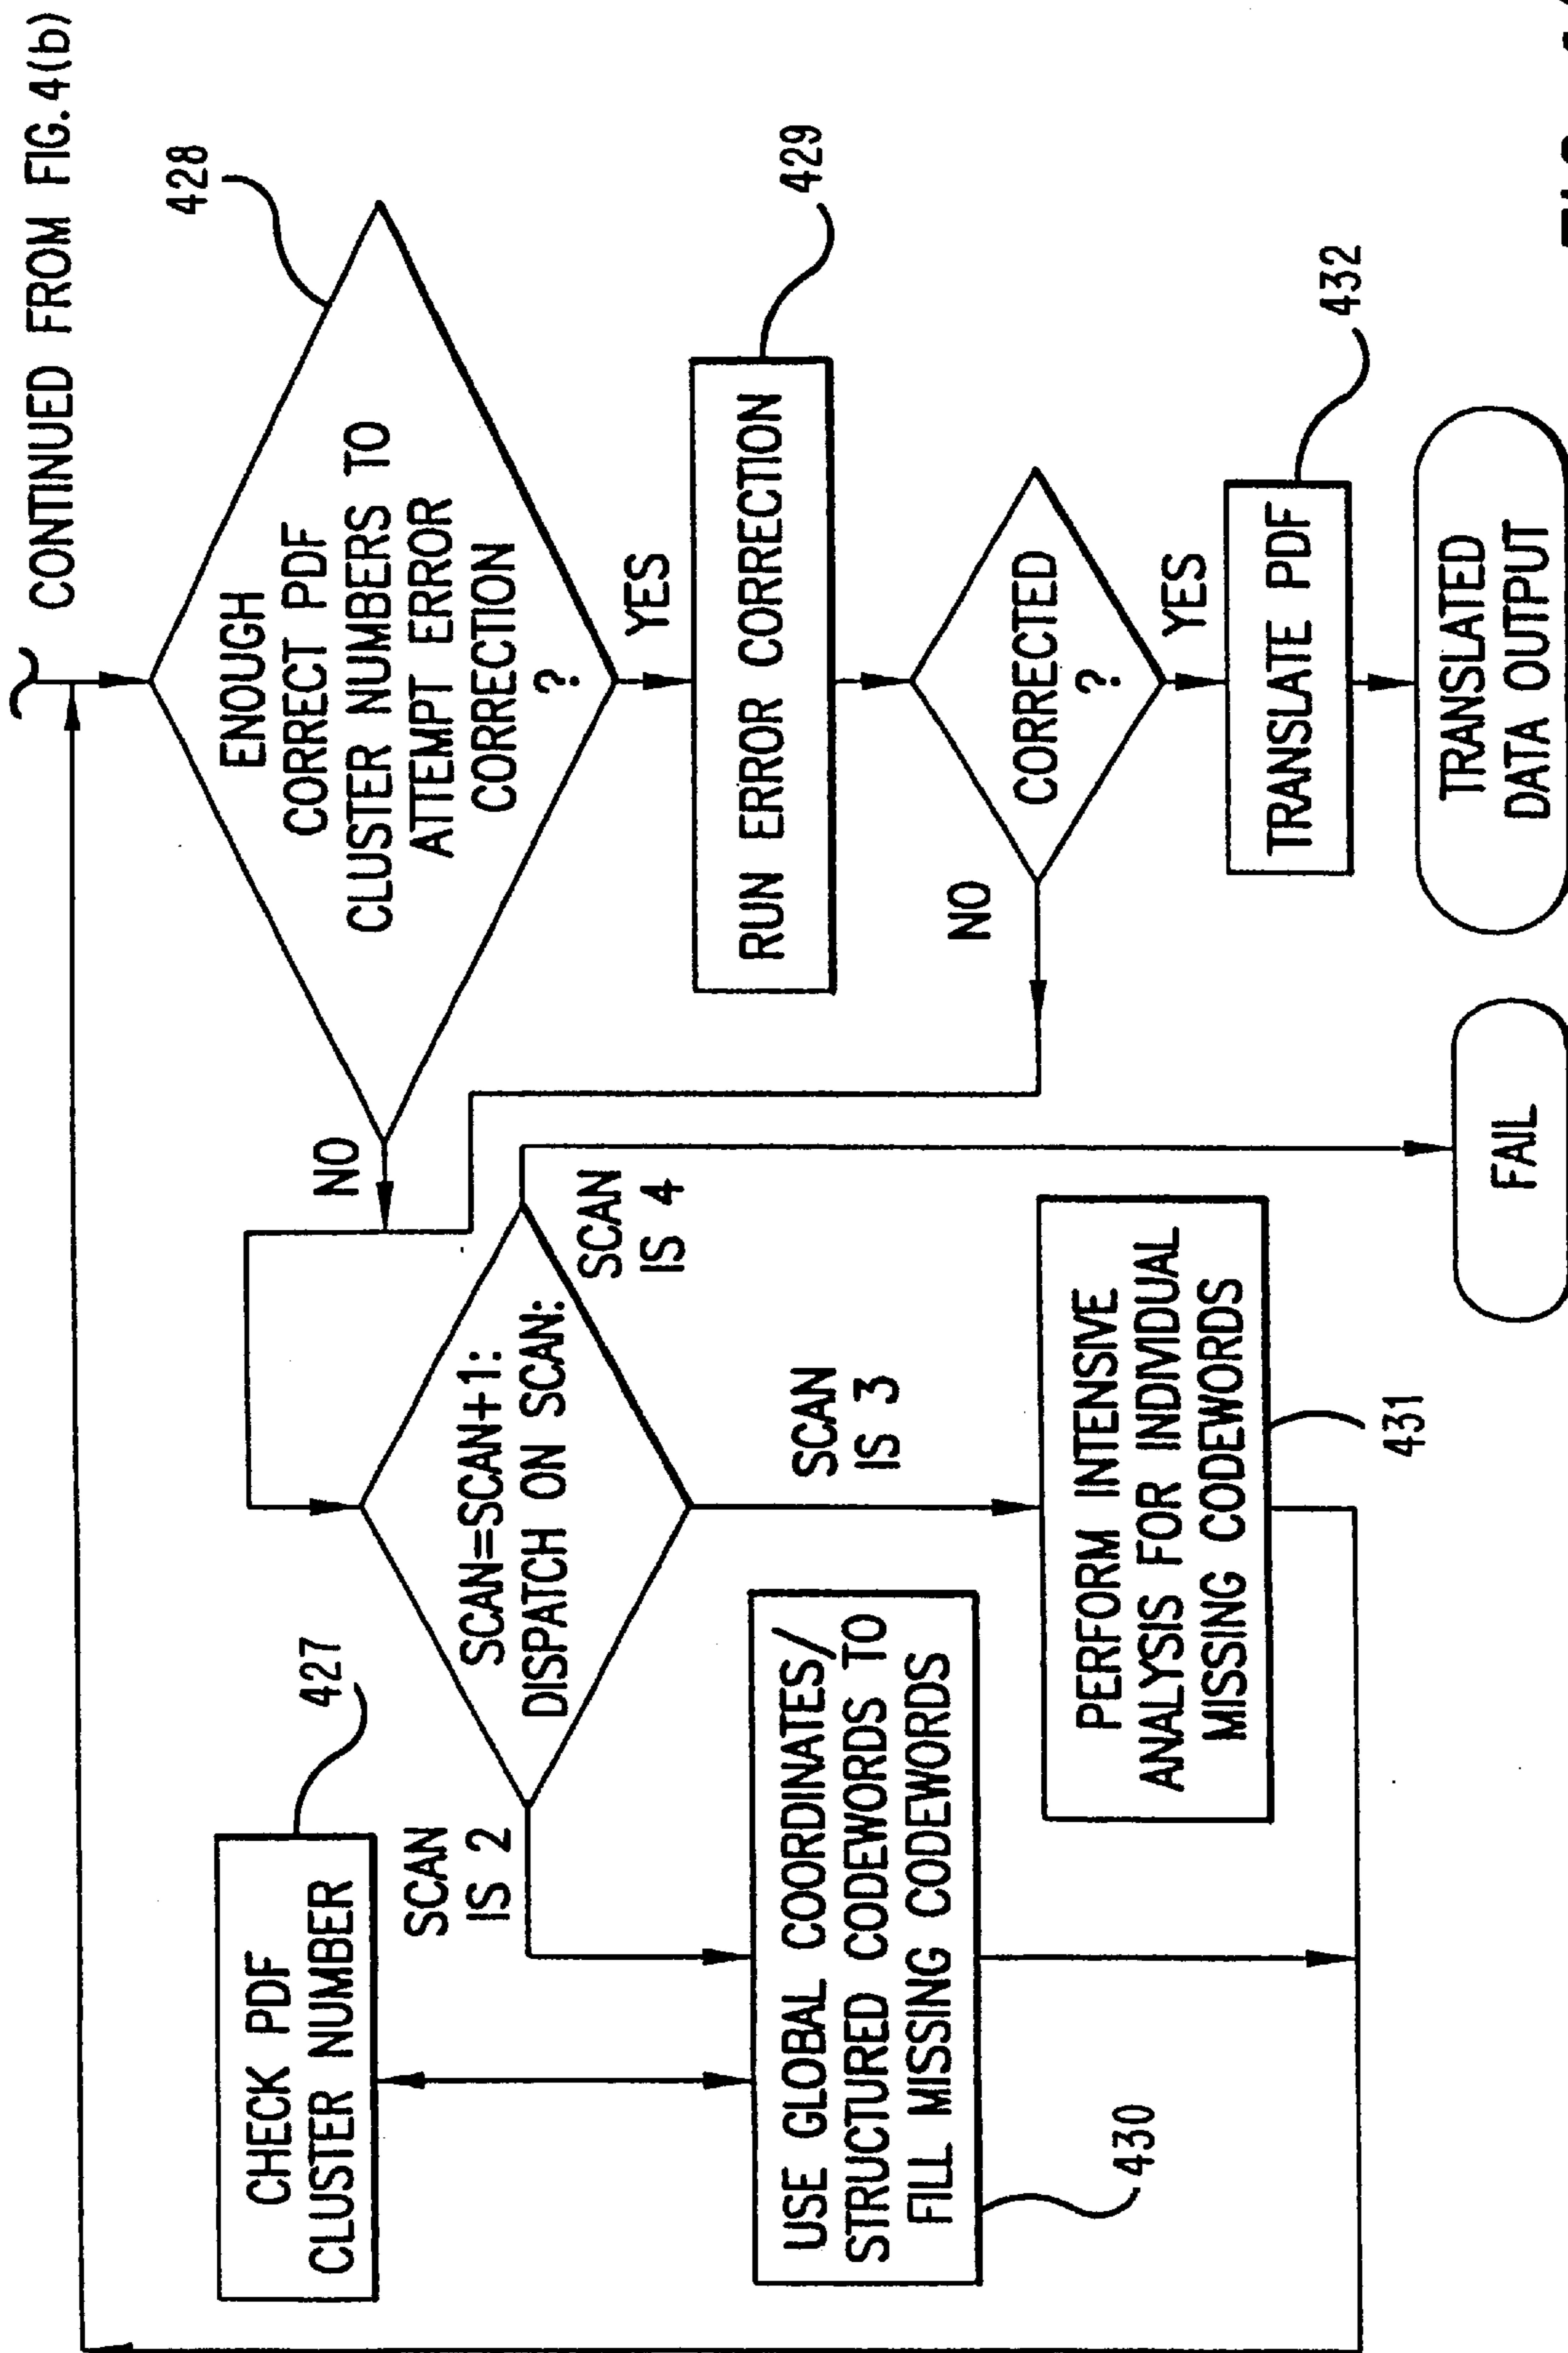 CONTINUED FROM FIG.4(b)
428
ENOUGH
CORRECT PDF
CLUSTER NUMBERS TO
ATTEMPT ERROR
CORRECTION
?
NO
YES
429
RUN ERROR CORRECTION
CORRECTED
?
NO
YES
432
TRANSLATE PDF
TRANSLATED
DATA OUTPUT
SCAN=SCAN+1:
DISPATCH ON SCAN:
SCAN
IS 4
FAIL
SCAN
IS 3
PERFORM INTENSIVE
ANALYSIS FOR INDIVIDUAL
MISSING CODEWORDS
431
427
CHECK PDF
CLUSTER NUMBER
SCAN
IS 2
USE GLOBAL COORDINATES/
STRUCTURED CODEWORDS TO
FILL MISSING CODEWORDS
430